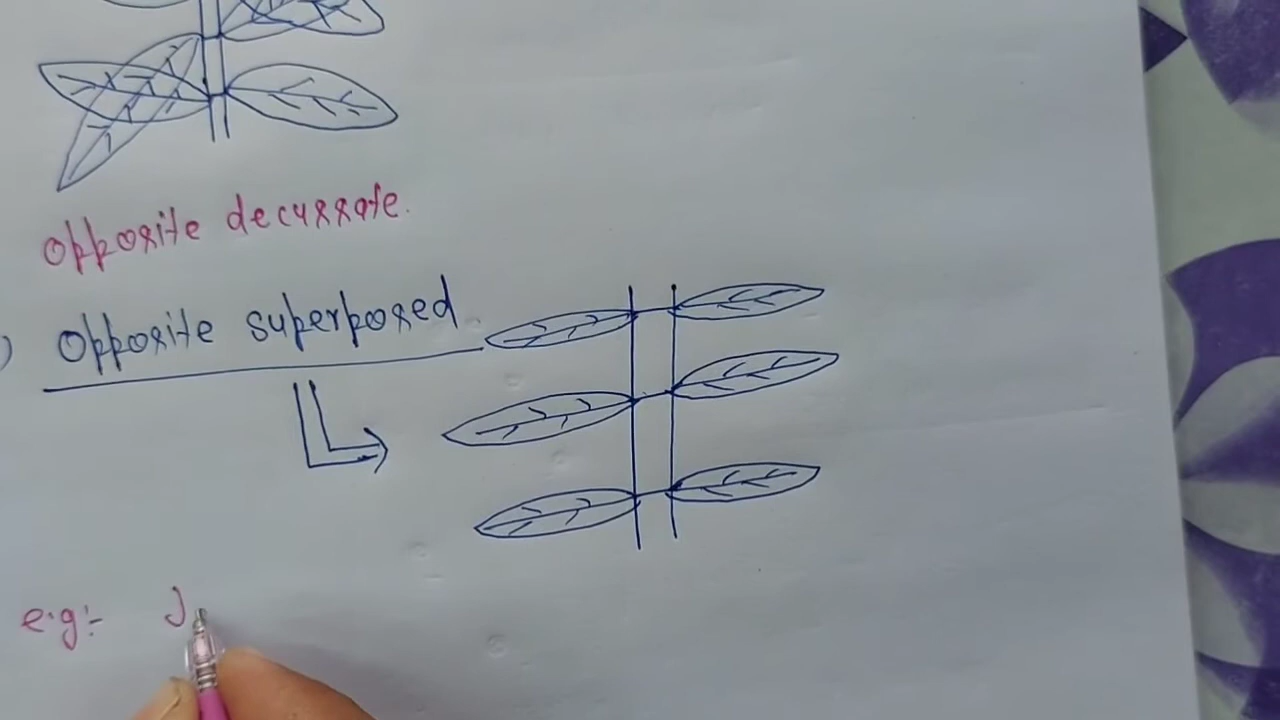 Opposite decussate.
) Opposite superposed
e.g:- J